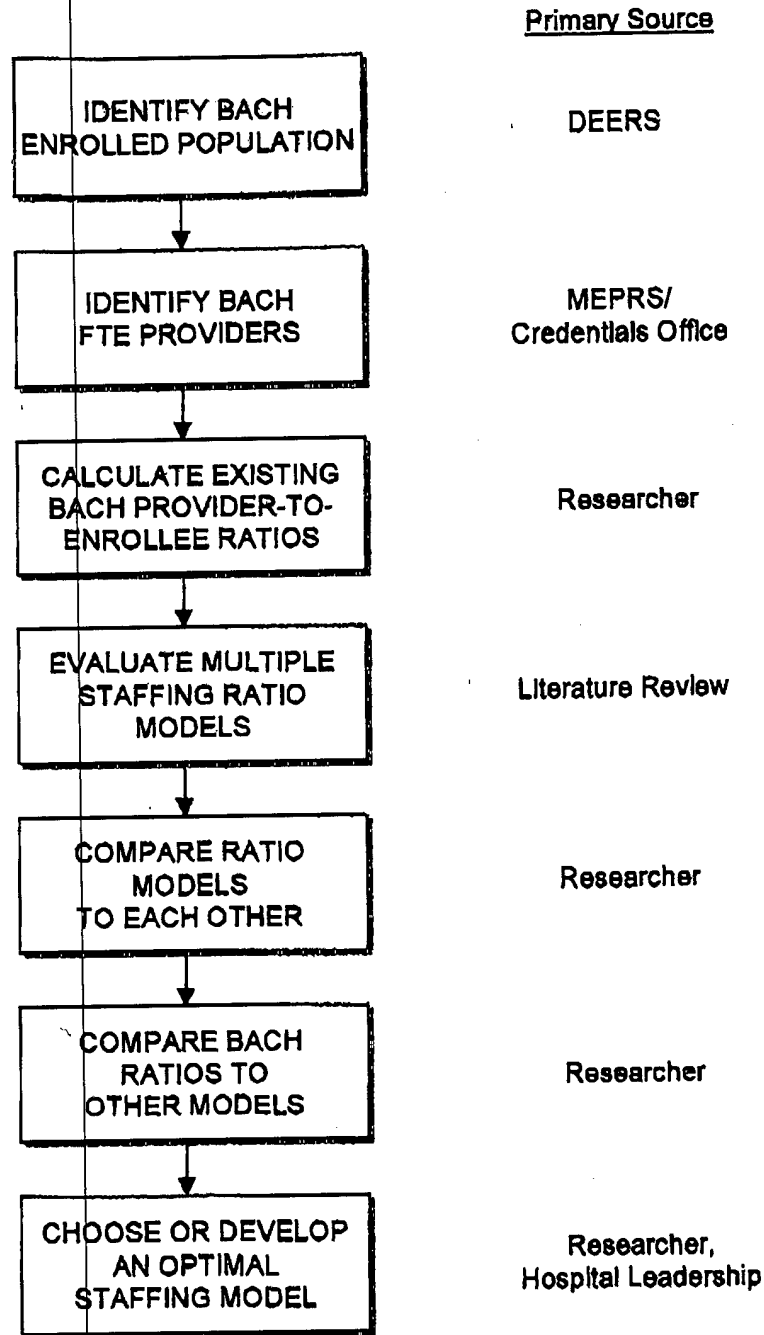 Primary Source
IDENTIFY BACH
ENROLLED POPULATION
DEERS
IDENTIFY BACH
FTE PROVIDERS
MEPRS/
Credentials Office
CALCULATE EXISTING
BACH PROVIDER-TO-
ENROLLEE RATIOS
Researcher
EVALUATE MULTIPLE
STAFFING RATIO
MODELS
Literature Review
COMPARE RATIO
MODELS
TO EACH OTHER
Researcher
COMPARE BACH
RATIOS TO
OTHER MODELS
Researcher
CHOOSE OR DEVELOP
AN OPTIMAL
STAFFING MODEL
Researcher,
Hospital Leadership